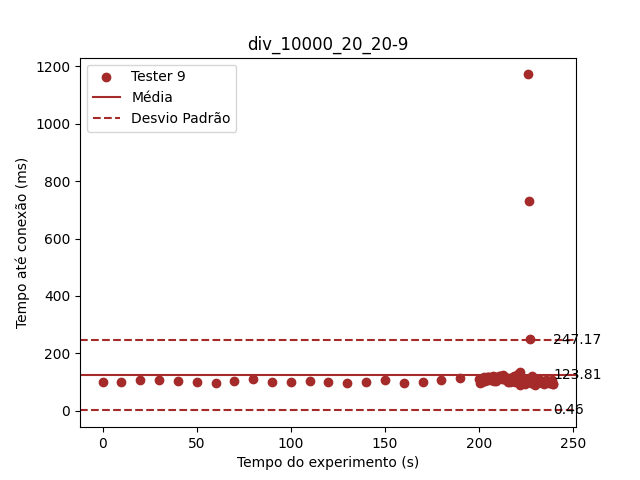 div_10000_20_20-9
Tester 9
Média
Desvio Padrão
1200
1000
800
600
400
200
0
Tempo até conexão (ms)
247.17
123.81
0.46
0
50
100
150
200
250
Tempo do experimento (s)